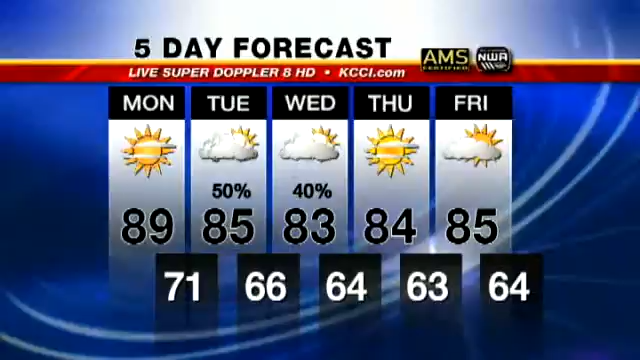 5 DAY FORECAST
AMS
CERTIFIED
NWA
LIVE SUPER DOPPLER 8 HD • KCCI.com
MON TUE WED THU FRI
50% 40%
89 85 83 84 85
71 66 64 63 64